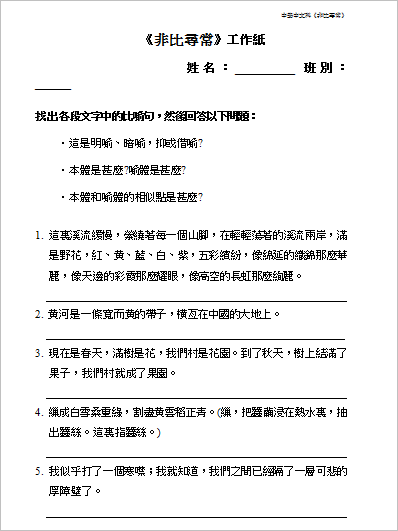 中國中文科《非比尋常》
《非比尋常》工作紙
姓名：________ 班別：
______
找出各段文字中的比喻句，然後回答以下問題：
‧這是明喻、暗喻，抑或借喻?
‧本體是甚麼?喻體是甚麼?
‧本體和喻體的相似點是甚麼?
1. 這裏溪流緩慢，縈繞着每一個山腳，在輕輕蕩着的溪流兩岸，滿
是野花，紅、黃、藍、白、紫，五彩繽紛，像綿延的織錦那麼華
麗，像天邊的彩霞那麼耀眼，像高空的長虹那麼絢麗。
2. 黄河是一條寬而黄的帶子，橫亙在中國的大地上。
3. 現在是春天，滿樹是花，我們村是花園。到了秋天，樹上結滿了
果子，我們村就成了果園。
4. 繅成白雪桑重綠，割盡黄雲稻正青。(繅，把蠶繭浸在熱水裏，抽
出蠶絲。這裏指蠶絲。)
5. 我似乎打了一個寒噤；我就知道，我們之間已經隔了一層可悲的
厚障壁了。